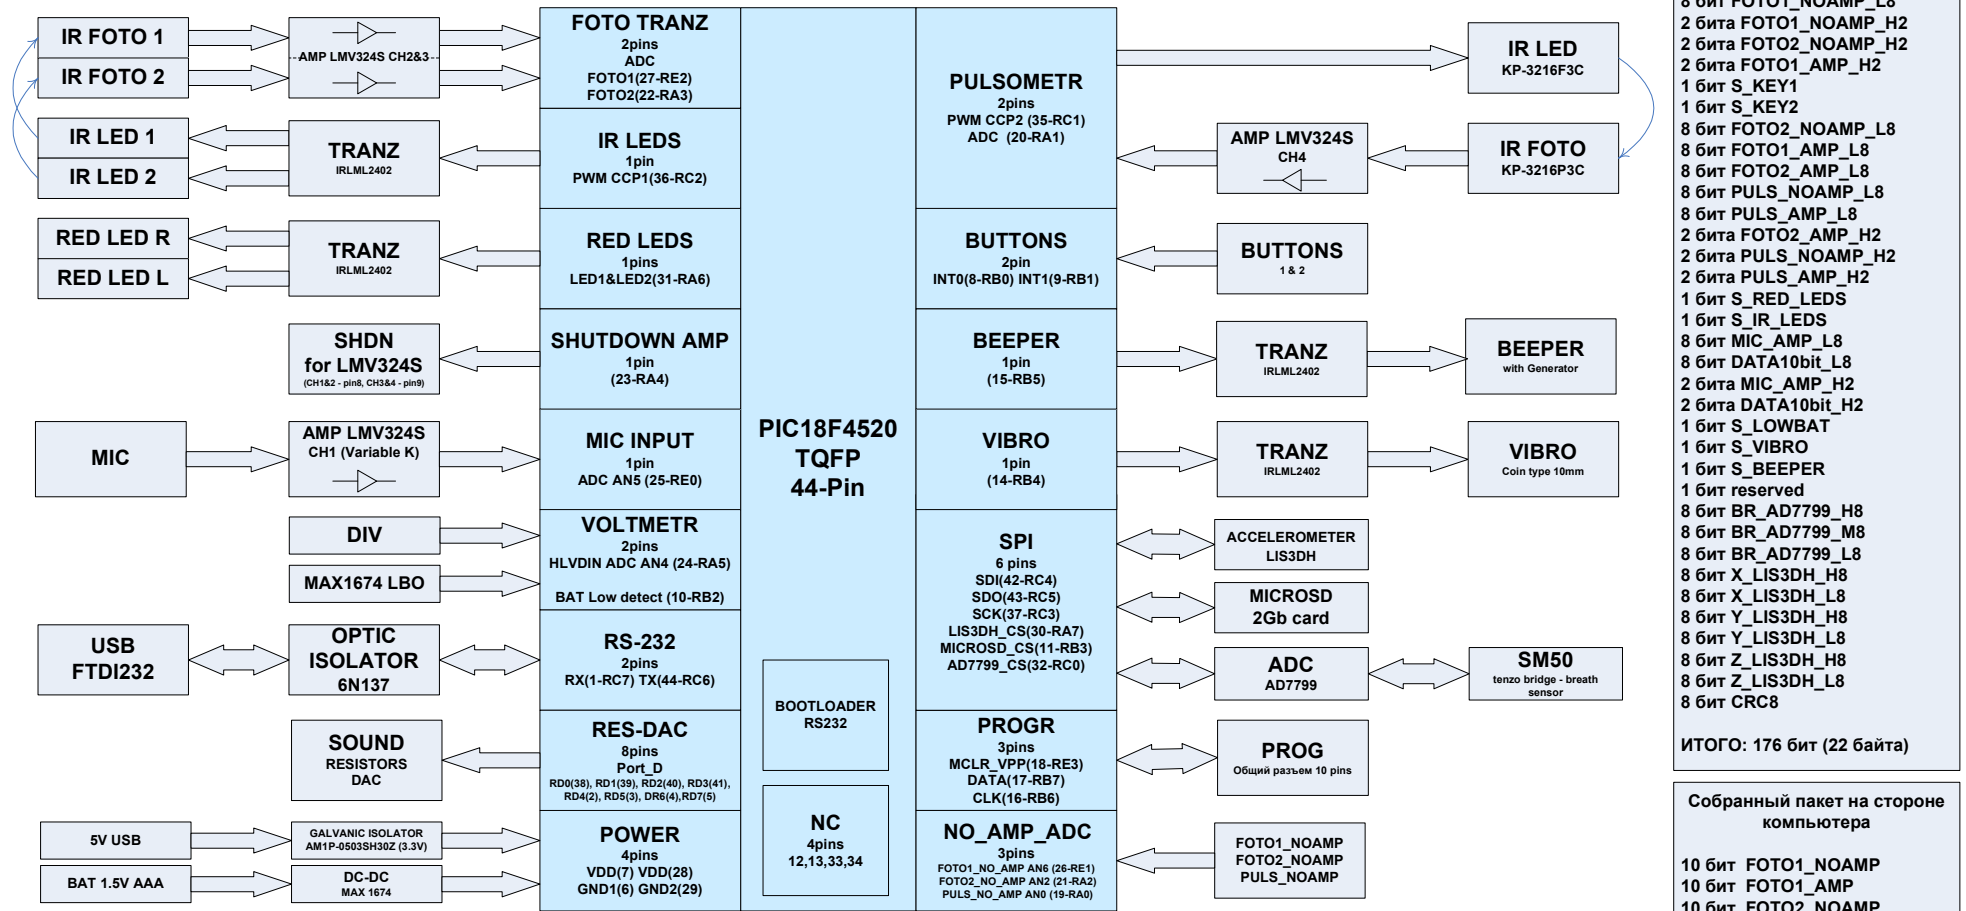 IR FOTO 1
IR FOTO 2
AMP LMV324S CH2&3
IR LED 1
IR LED 2
TRANZ
IRLML2402
RED LED R
RED LED L
TRANZ
IRLML2402
SHDN
for LMV324S
(CH1&2 - pin8, CH3&4 - pin9)
MIC
AMP LMV324S
CH1 (Variable K)
DIV
MAX1674 LBO
USB
FTDI232
OPTIC
ISOLATOR
6N137
SOUND
RESISTORS
DAC
5V USB
GALVANIC ISOLATOR
AM1P-0503SH30Z (3.3V)
BAT 1.5V AAA
DC-DC
MAX 1674
FOTO TRANZ
2pins
ADC
FOTO1(27-RE2)
FOTO2(22-RA3)
IR LEDS
1pin
PWM CCP1(36-RC2)
RED LEDS
1pins
LED1&LED2(31-RA6)
SHUTDOWN AMP
1pin
(23-RA4)
MIC INPUT
1pin
ADC AN5 (25-RE0)
VOLTMETR
2pins
HLVDIN ADC AN4 (24-RA5)
BAT Low detect (10-RB2)
RS-232
2pins
RX(1-RC7) TX(44-RC6)
RES-DAC
8pins
Port_D
RD0(38), RD1(39), RD2(40), RD3(41),
RD4(2), RD5(3), DR6(4),RD7(5)
POWER
4pins
VDD(7) VDD(28)
GND1(6) GND2(29)
PIC18F4520
TQFP
44-Pin
BOOTLOADER
RS232
NC
4pins
12,13,33,34
PULSOMETR
2pins
PWM CCP2 (35-RC1)
ADC (20-RA1)
BUTTONS
2pin
INT0(8-RB0) INT1(9-RB1)
BEEPER
1pin
(15-RB5)
VIBRO
1pin
(14-RB4)
SPI
6 pins
SDI(42-RC4)
SDO(43-RC5)
SCK(37-RC3)
LIS3DH_CS(30-RA7)
MICROSD_CS(11-RB3)
AD7799_CS(32-RC0)
PROGR
3pins
MCLR_VPP(18-RE3)
DATA(17-RB7)
CLK(16-RB6)
NO_AMP_ADC
3pins
FOTO1_NO_AMP AN6 (26-RE1)
FOTO2_NO_AMP AN2 (21-RA2)
PULS_NO_AMP AN0 (19-RA0)
IR LED
KP-3216F3C
AMP LMV324S
CH4
IR FOTO
KP-3216P3C
BUTTONS
1 & 2
TRANZ
IRLML2402
BEEPER
with Generator
TRANZ
IRLML2402
VIBRO
Coin type 10mm
ACCELEROMETER
LIS3DH
MICROSD
2Gb card
ADC
AD7799
SM50
tenzo bridge - breath
sensor
PROG
Общий разъем 10 pins
FOTO1_NOAMP
FOTO2_NOAMP
PULS_NOAMP
8 бит FOTO1_NOAMP_L8
2 бита FOTO1_NOAMP_H2
2 бита FOTO2_NOAMP_H2
2 бита FOTO1_AMP_H2
1 бит S_KEY1
1 бит S_KEY2
8 бит FOTO2_NOAMP_L8
8 бит FOTO1_AMP_L8
8 бит FOTO2_AMP_L8
8 бит PULS_NOAMP_L8
8 бит PULS_AMP_L8
2 бита FOTO2_AMP_H2
2 бита PULS_NOAMP_H2
2 бита PULS_AMP_H2
1 бит S_RED_LEDS
1 бит S_IR_LEDS
8 бит MIC_AMP_L8
8 бит DATA10bit_L8
2 бита MIC_AMP_H2
2 бита DATA10bit_H2
1 бит S_LOWBAT
1 бит S_VIBRO
1 бит S_BEEPER
1 бит reserved
8 бит BR_AD7799_H8
8 бит BR_AD7799_M8
8 бит BR_AD7799_L8
8 бит X_LIS3DH_H8
8 бит X_LIS3DH_L8
8 бит Y_LIS3DH_H8
8 бит Y_LIS3DH_L8
8 бит Z_LIS3DH_H8
8 бит Z_LIS3DH_L8
8 бит CRC8
ИТОГО: 176 бит (22 байта)
Собранный пакет на стороне
компьютера
10 бит FOTO1_NOAMP
10 бит FOTO1_AMP
10 бит FOTO2_NOAMP